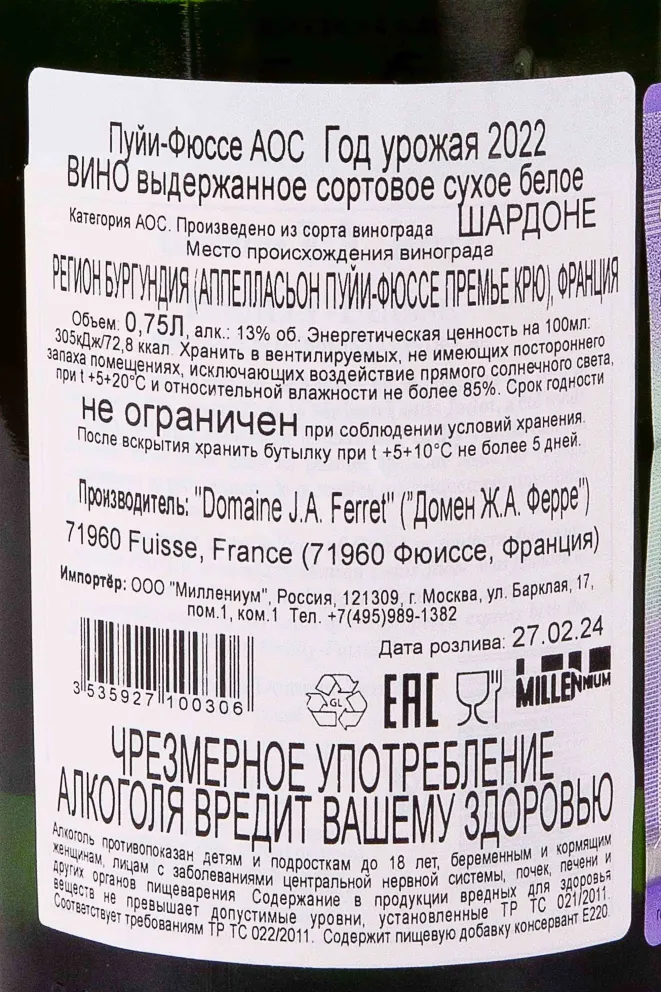 Пуйи-Фюссе АОС Год урожая 2022
ВИНО выдержанное сортовое сухое белое
Категория АОС. Произведено из сорта винограда ШАРДОНЕ
Место происхождения винограда
РЕГИОН БУРГУНДИЯ (АППЕЛЛАСЬОН ПУЙИ-ФЮССЕ ПРЕМЬЕ КРЮ), ФРАНЦИЯ
Объем: 0,75Л, алк.: 13% об. Энергетическая ценность на 100мл:
305кДж/72,8 ккал. Хранить в вентилируемых, не имеющих постороннего
запаха помещениях, исключающих воздействие прямого солнечного света,
при t +5+20°С и относительной влажности не более 85%. Срок годности
не ограничен при соблюдении условий хранения.
После вскрытия хранить бутылку при t +5+10°С не более 5 дней.
Производитель: "Domaine J.A. Ferret" ("Домен Ж.А. Ферре")
71960 Fuisse, France (71960 Фюиссе, Франция)
Импортёр: ООО "Миллениум", Россия, 121309, г. Москва, ул. Барклая, 17,
пом.1, ком.1 Тел. +7(495)989-1382
Дата розлива: 27.02.24
3 535927 100306
GL
EAC
MILLENNIUM
ЧРЕЗМЕРНОЕ УПОТРЕБЛЕНИЕ
АЛКОГОЛЯ ВРЕДИТ ВАШЕМУ ЗДОРОВЬЮ
Алкоголь противопоказан детям и подросткам до 18 лет, беременным и кормящим
женщинам, лицам с заболеваниями центральной нервной системы, почек, печени и
других органов пищеварения Содержание в продукции вредных для здоровья
веществ не превышает допустимые уровни, установленные ТР ТС 021/2011.
Соответствует требованиям ТР ТС 022/2011. Содержит пищевую добавку консервант Е220.